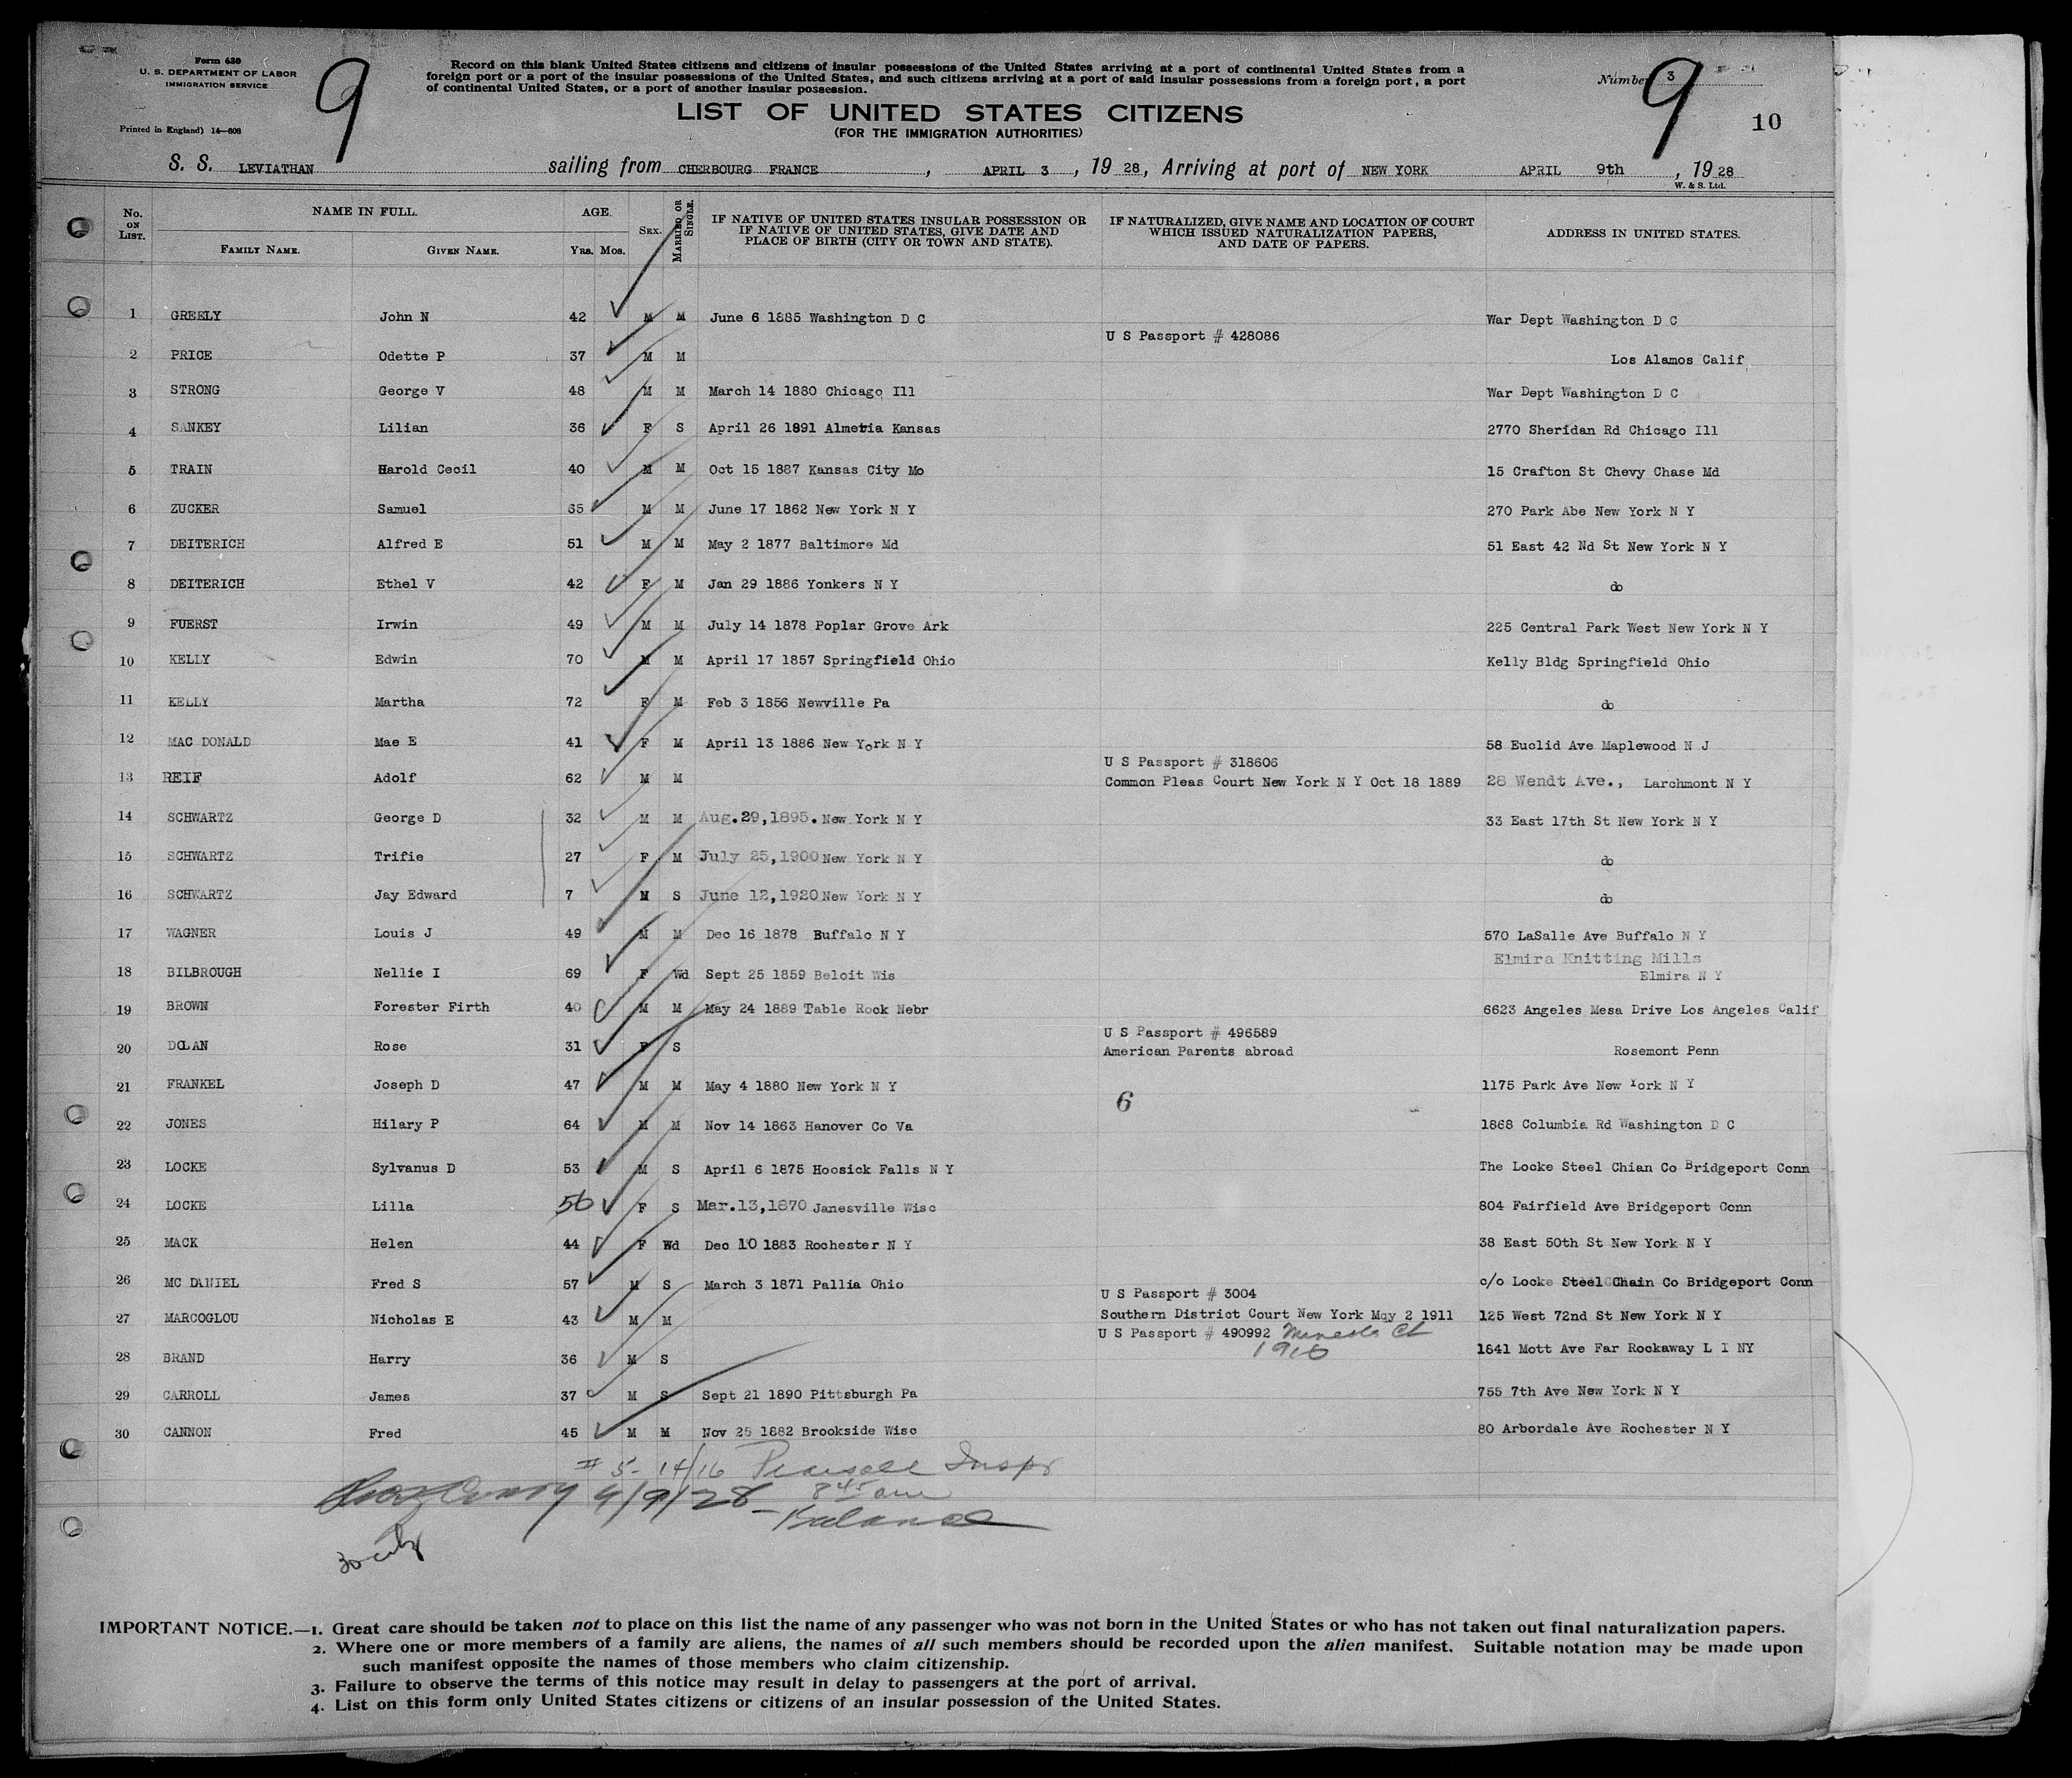 Form 630
U. S. DEPARTMENT OF LABOR
IMMIGRATION SERVICE
Printed in England) 14—608
9
Record on this blank United States citizens and citizens of insular possessions of the United States arriving at a port of continental United States from a
foreign port or a port of the insular possessions of the United States, and such citizens arriving at a port of said insular possessions from a foreign port, a port
of continental United States, or a port of another insular possession.
Number 3
9
10
LIST OF UNITED STATES CITIZENS
(FOR THE IMMIGRATION AUTHORITIES)
S. S. LEVIATHAN sailing from CHERBOURG FRANCE, APRIL 3, 19 28, Arriving at port of NEW YORK APRIL 9th, 19 28
W. & S. Ltd.
No. ON LIST. NAME IN FULL. FAMILY NAME. GIVEN NAME. AGE. YRS. MOS. SEX. MARRIED OR SINGLE. IF NATIVE OF UNITED STATES INSULAR POSSESSION OR IF NATIVE OF UNITED STATES, GIVE DATE AND PLACE OF BIRTH (CITY OR TOWN AND STATE). IF NATURALIZED, GIVE NAME AND LOCATION OF COURT WHICH ISSUED NATURALIZATION PAPERS, AND DATE OF PAPERS. ADDRESS IN UNITED STATES.
1 GREELY John N 42 M M June 6 1885 Washington D C War Dept Washington D C
U S Passport # 428086
2 PRICE Odette P 37 M M Los Alamos Calif
3 STRONG George V 48 M M March 14 1880 Chicago Ill War Dept Washington D C
4 SANKEY Lilian 36 F S April 26 1891 Almetia Kansas 2770 Sheridan Rd Chicago Ill
5 TRAIN Harold Cecil 40 M M Oct 15 1887 Kansas City Mo 15 Crafton St Chevy Chase Md
6 ZUCKER Samuel 65 M M June 17 1862 New York N Y 270 Park Abe New York N Y
7 DEITERICH Alfred E 51 M M May 2 1877 Baltimore Md 51 East 42 Nd St New York N Y
8 DEITERICH Ethel V 42 F M Jan 29 1886 Yonkers N Y do
9 FUERST Irwin 49 M M July 14 1878 Poplar Grove Ark 225 Central Park West New York N Y
10 KELLY Edwin 70 M M April 17 1857 Springfield Ohio Kelly Bldg Springfield Ohio
11 KELLY Martha 72 F M Feb 3 1856 Newville Pa do
12 MAC DONALD Mae E 41 F M April 13 1886 New York N Y 58 Euclid Ave Maplewood N J
U S Passport # 318606
13 REIF Adolf 62 M M Common Pleas Court New York N Y Oct 18 1889 28 Wendt Ave., Larchmont N Y
14 SCHWARTZ George D 32 M M Aug.29,1895. New York N Y 33 East 17th St New York N Y
15 SCHWARTZ Trifie 27 F M July 25,1900 New York N Y do
16 SCHWARTZ Jay Edward 7 M S June 12,1920 New York N Y do
17 WAGNER Louis J 49 M M Dec 16 1878 Buffalo N Y 570 LaSalle Ave Buffalo N Y
Elmira Knitting Mills
18 BILBROUGH Nellie I 69 F Wd Sept 25 1859 Beloit Wis Elmira N Y
19 BROWN Forester Firth 40 M M May 24 1889 Table Rock Nebr 6623 Angeles Mesa Drive Los Angeles Calif
U S Passport # 496589
20 DOLAN Rose 31 F S American Parents abroad Rosemont Penn
21 FRANKEL Joseph D 47 M M May 4 1880 New York N Y 1175 Park Ave New York N Y
6
22 JONES Hilary P 64 M M Nov 14 1863 Hanover Co Va 1868 Columbia Rd Washington D C
23 LOCKE Sylvanus D 53 M S April 6 1875 Hoosick Falls N Y The Locke Steel Chian Co Bridgeport Conn
24 LOCKE Lilla 56 F S Mar.13,1870 Janesville Wisc 804 Fairfield Ave Bridgeport Conn
25 MACK Helen 44 F Wd Dec 10 1883 Rochester N Y 38 East 50th St New York N Y
26 MC DANIEL Fred S 57 M S March 3 1871 Pallia Ohio c/o Locke Steel Chain Co Bridgeport Conn
U S Passport # 3004
27 MARCOGLOU Nicholas E 43 M M Southern District Court New York May 2 1911 125 West 72nd St New York N Y
U S Passport # 490992 Mineola Ct
28 BRAND Harry 36 M S 1916 1841 Mott Ave Far Rockaway L I NY
29 CARROLL James 37 M S Sept 21 1890 Pittsburgh Pa 755 7th Ave New York N Y
30 CANNON Fred 45 M M Nov 25 1882 Brookside Wisc 80 Arbordale Ave Rochester N Y
# 5- 14/16 Pearsall Inspr
4/9/28 - 8 45 am
Balance
IMPORTANT NOTICE.—1. Great care should be taken not to place on this list the name of any passenger who was not born in the United States or who has not taken out final naturalization papers.
2. Where one or more members of a family are aliens, the names of all such members should be recorded upon the alien manifest. Suitable notation may be made upon
such manifest opposite the names of those members who claim citizenship.
3. Failure to observe the terms of this notice may result in delay to passengers at the port of arrival.
4. List on this form only United States citizens or citizens of an insular possession of the United States.